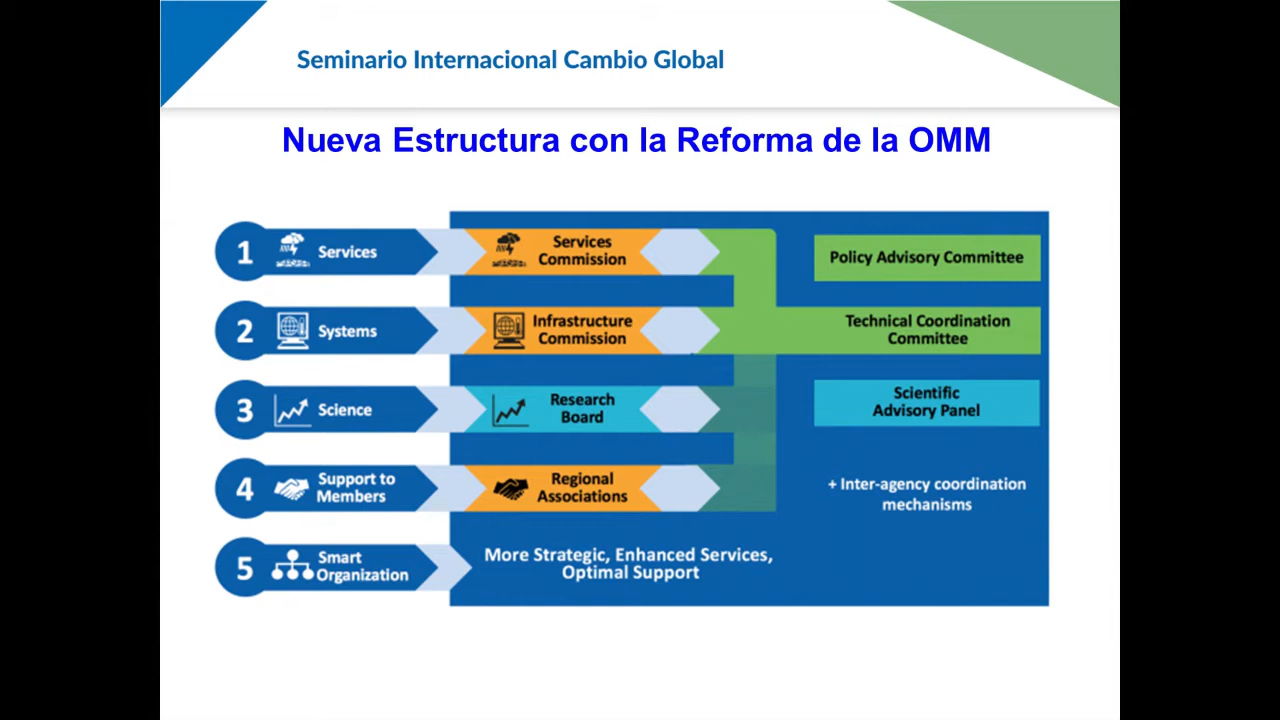 Seminario Internacional Cambio Global
Nueva Estructura con la Reforma de la OMM
1
Services
Services
Commission
Policy Advisory Committee
2
Systems
Infrastructure
Commission
Technical Coordination
Committee
3
Science
Research
Board
Scientific
Advisory Panel
4
Support to
Members
Regional
Associations
+ Inter-agency coordination
mechanisms
5
Smart
Organization
More Strategic, Enhanced Services,
Optimal Support